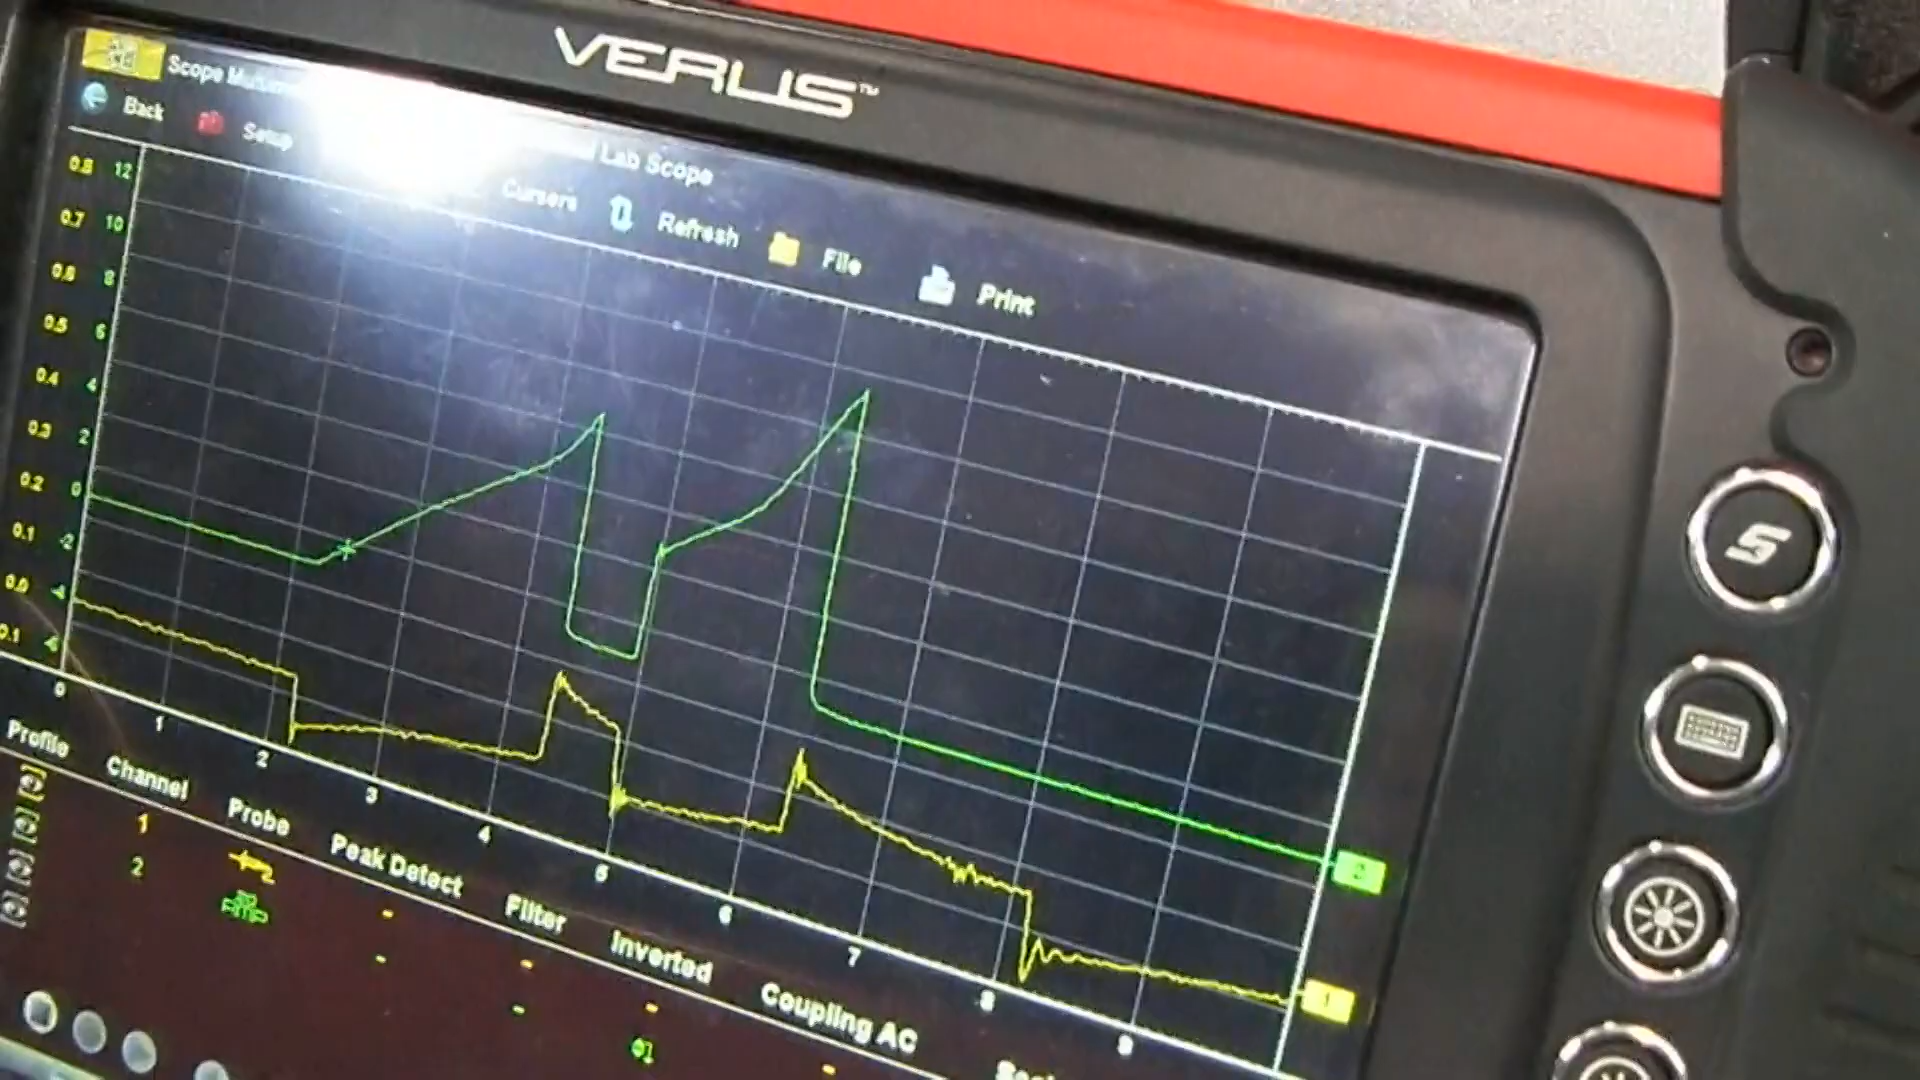 VERUS™
Scope
Lab Scope
Back
Setup
Cursors
Refresh
File
Print
0.8 12
0.7 10
0.6 8
0.5 6
0.4 4
0.3 2
0.2 0
0.1 -2
0.0 -4
0.1
0 1 2 3 4 5 6 7 8 9
Profile Channel Probe Peak Detect Filter Inverted Coupling AC
1
2
S